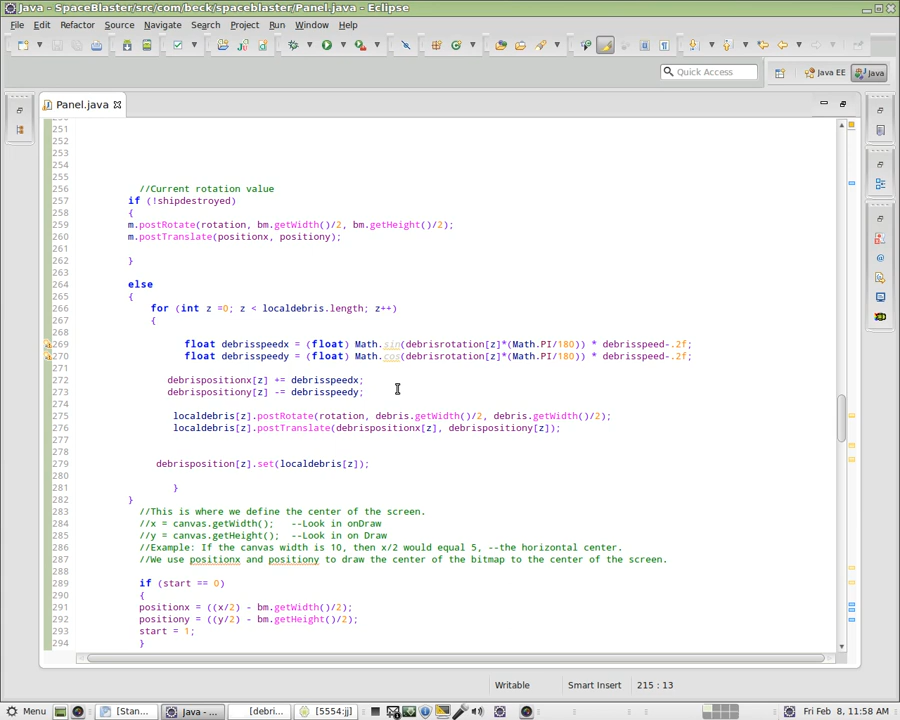 Java - SpaceBlaster/src/com/beck/spaceblaster/Panel.java - Eclipse
File Edit Refactor Source Navigate Search Project Run Window Help
Quick Access Java EE Java
Panel.java
251
252
253
254
255
256 //Current rotation value
257 if (!shipdestroyed)
258 {
259 m.postRotate(rotation, bm.getWidth()/2, bm.getHeight()/2);
260 m.postTranslate(positionx, positiony);
261
262 }
263
264 else
265 {
266 for (int z =0; z < localdebris.length; z++)
267 {
268
269 float debrisspeedx = (float) Math.sin(debrisrotation[z]*(Math.PI/180)) * debrisspeed-.2f;
270 float debrisspeedy = (float) Math.cos(debrisrotation[z]*(Math.PI/180)) * debrisspeed-.2f;
271
272 debrispositionx[z] += debrisspeedx;
273 debrispositiony[z] -= debrisspeedy;
274
275 localdebris[z].postRotate(rotation, debris.getWidth()/2, debris.getWidth()/2);
276 localdebris[z].postTranslate(debrispositionx[z], debrispositiony[z]);
277
278
279 debrisposition[z].set(localdebris[z]);
280
281 }
282 }
283 //This is where we define the center of the screen.
284 //x = canvas.getWidth(); --Look in onDraw
285 //y = canvas.getHeight(); --Look in on Draw
286 //Example: If the canvas width is 10, then x/2 would equal 5, --the horizontal center.
287 //We use positionx and positiony to draw the center of the bitmap to the center of the screen.
288
289 if (start == 0)
290 {
291 positionx = ((x/2) - bm.getWidth()/2);
292 positiony = ((y/2) - bm.getHeight()/2);
293 start = 1;
294 }
Writable Smart Insert 215 : 13
Menu [Stan... Java - ... [debri... [5554:jj] Fri Feb 8, 11:58 AM